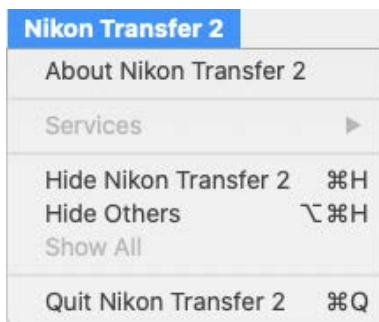 Nikon Transfer 2
About Nikon Transfer 2
Services ▶
Hide Nikon Transfer 2 ⌘H
Hide Others ⌥⌘H
Show All
Quit Nikon Transfer 2 ⌘Q